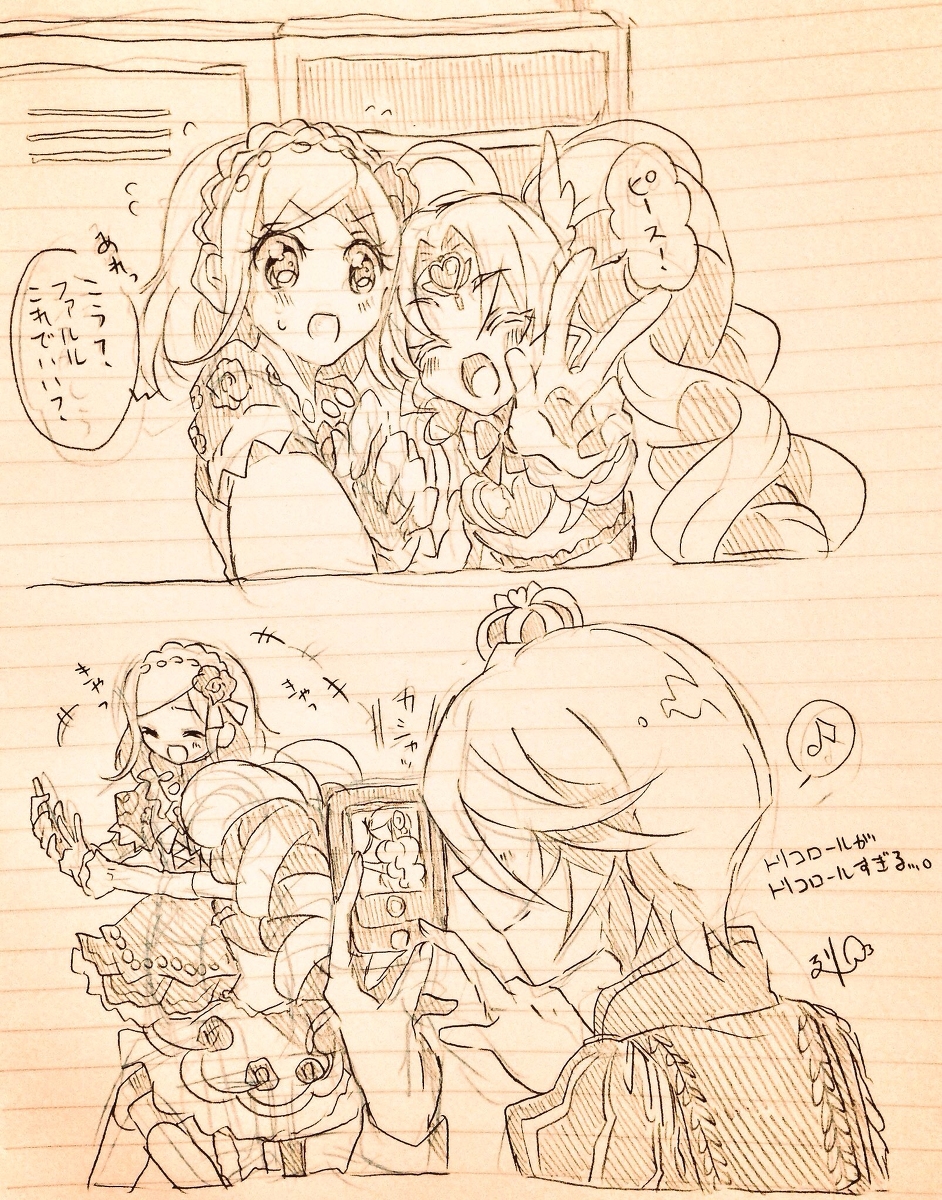 ピースー、
あれっ
こうして、
ファルル
これでいい?
きゃっ
きゃっ
カシャッ
トリコロールが
トリコロールすぎる…。